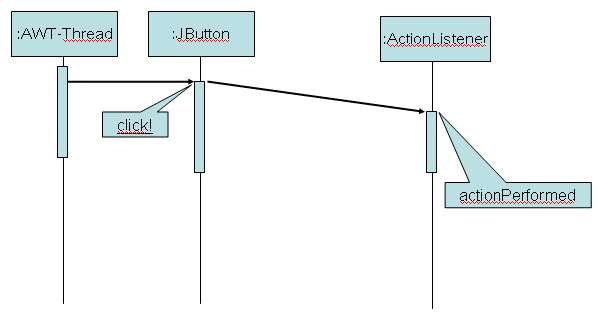 :AWT-Thread
:JButton
:ActionListener
click!
actionPerformed